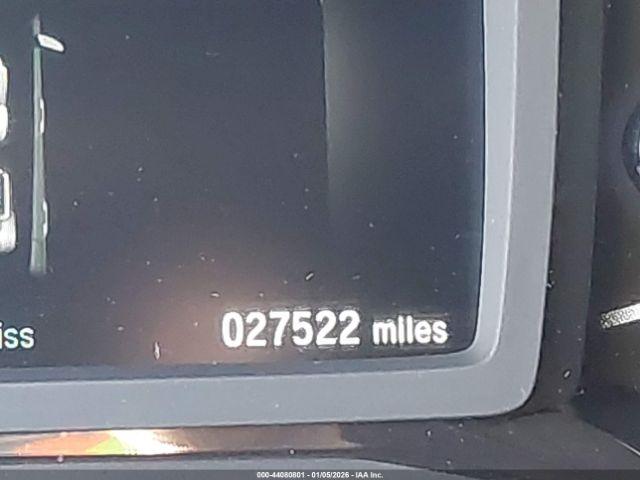 iss
027522 miles
000-44080801 - 01/05/2026 - IAA Inc.